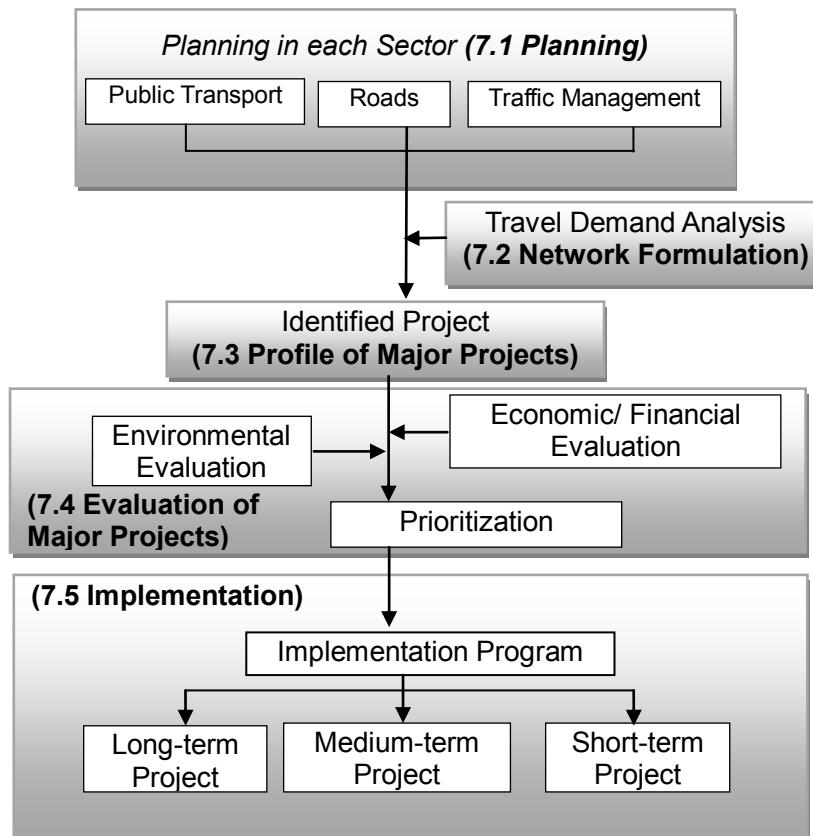 Planning in each Sector (7.1 Planning)
Public Transport
Roads
Traffic Management
Travel Demand Analysis
(7.2 Network Formulation)
Identified Project
(7.3 Profile of Major Projects)
Environmental
Evaluation
Economic/ Financial
Evaluation
(7.4 Evaluation of
Major Projects)
Prioritization
(7.5 Implementation)
Implementation Program
Long-term
Project
Medium-term
Project
Short-term
Project